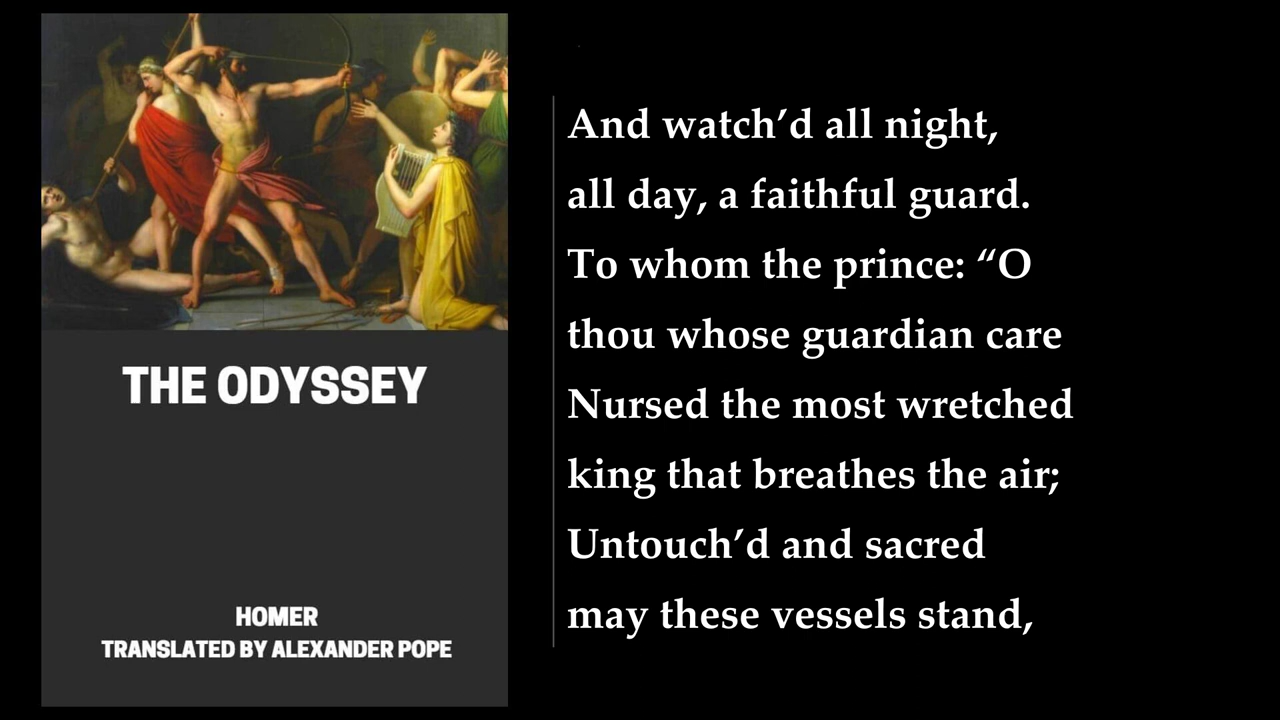 THE ODYSSEY
HOMER
TRANSLATED BY ALEXANDER POPE
And watch’d all night,
all day, a faithful guard.
To whom the prince: “O
thou whose guardian care
Nursed the most wretched
king that breathes the air;
Untouch’d and sacred
may these vessels stand,